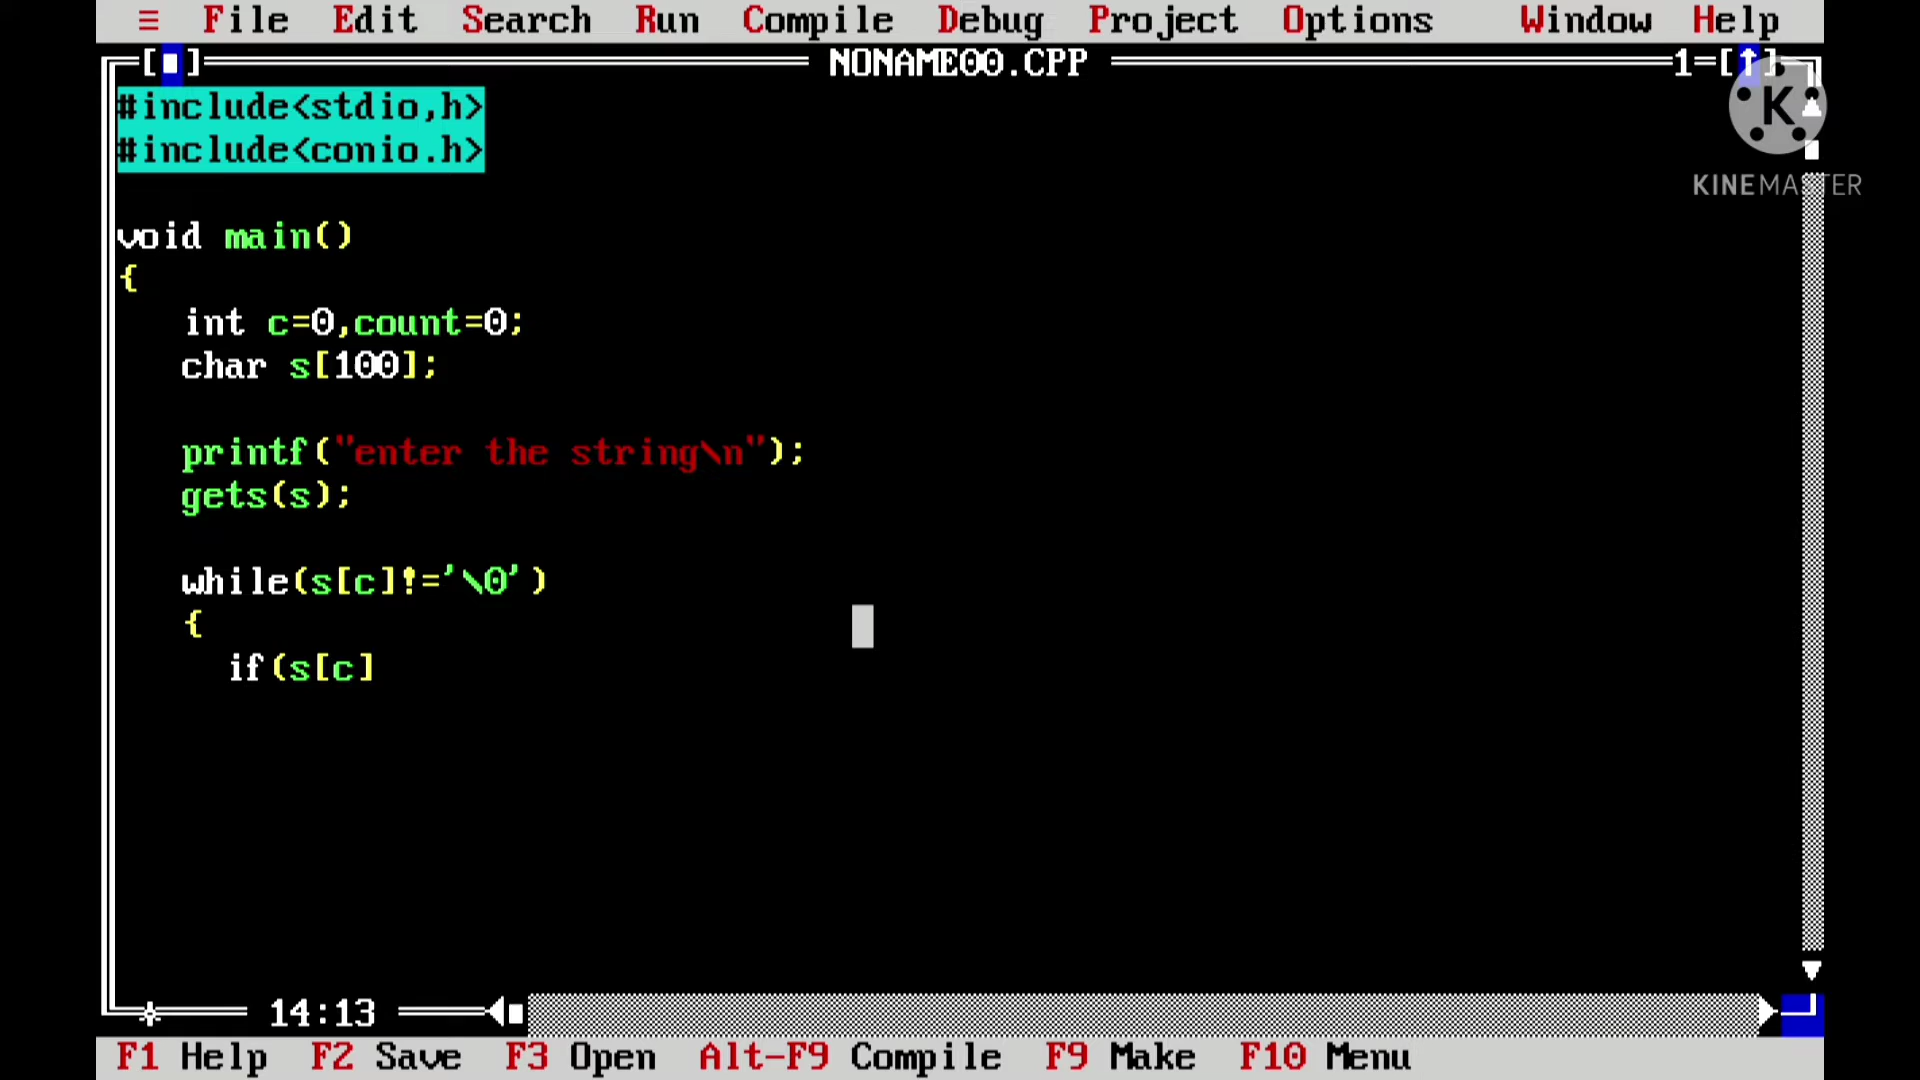 ≡ File Edit Search Run Compile Debug Project Options Window Help
[■] NONAME00.CPP 1=[↑]
K
KINEMASTER
#include<stdio,h>
#include<conio.h>
void main()
{
int c=0,count=0;
char s[100];
printf("enter the string\n");
gets(s);
while(s[c]!='\0')
{
if(s[c]
14:13
F1 Help F2 Save F3 Open Alt-F9 Compile F9 Make F10 Menu